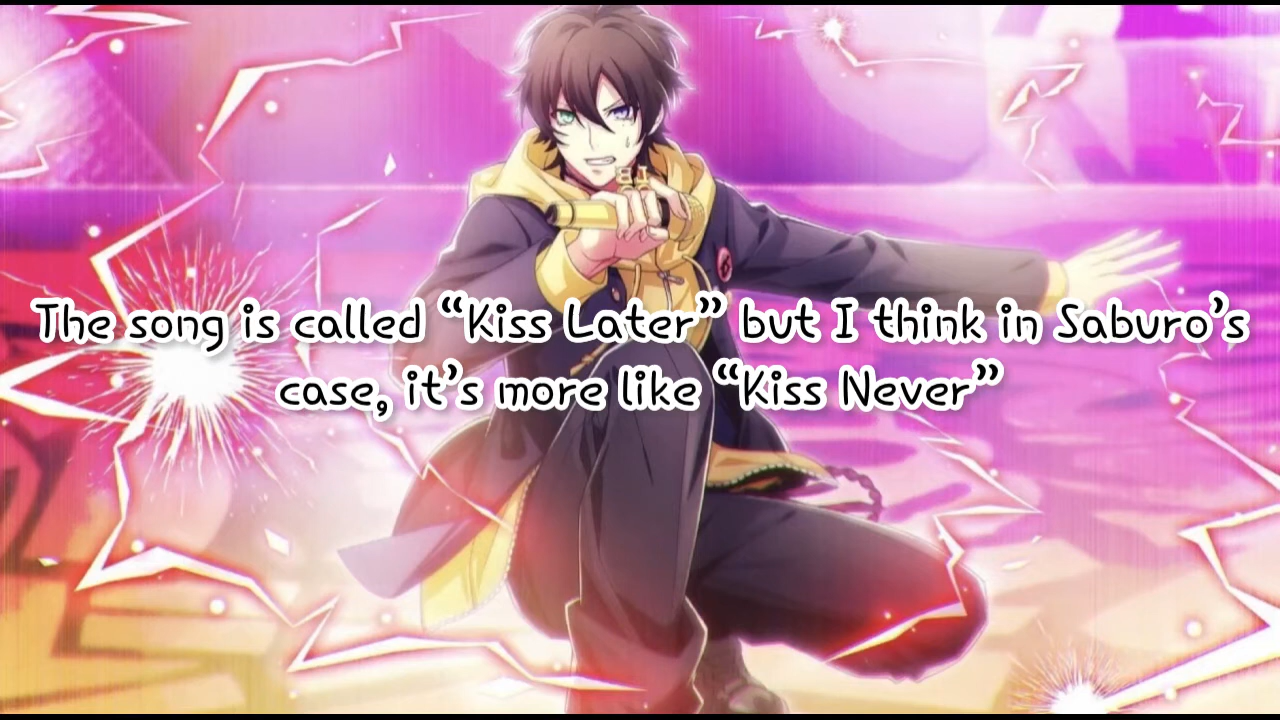 The song is called “Kiss Later” but I think in Saburo’s
case, it’s more like “Kiss Never”